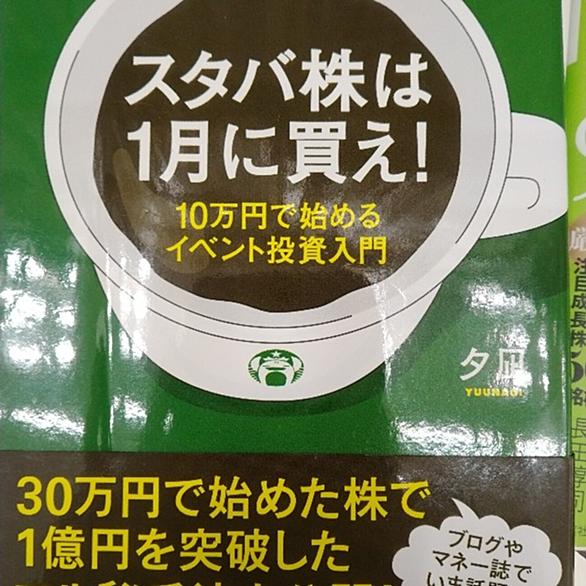 スタバ株は
1月に買え!
10万円で始める
イベント投資入門
夕凪
YUUNAGI
30万円で始めた株で
1億円を突破した
ブログや
マネー誌で